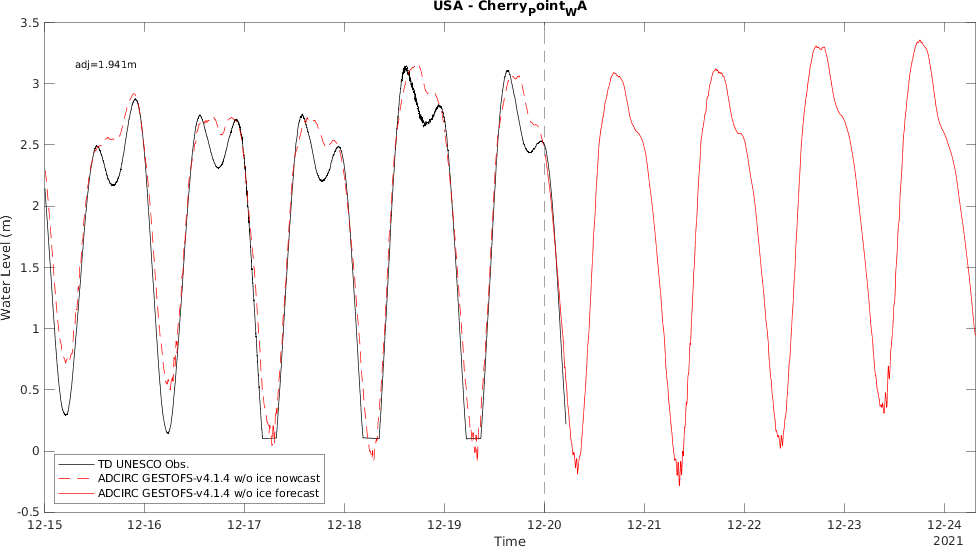 USA - CherryPointWA
adj=1.941m
3.5
3
2.5
2
1.5
1
0.5
0
-0.5
Water Level (m)
TD UNESCO Obs.
ADCIRC GESTOFS-v4.1.4 w/o ice nowcast
ADCIRC GESTOFS-v4.1.4 w/o ice forecast
12-15 12-16 12-17 12-18 12-19 12-20 12-21 12-22 12-23 12-24
Time
2021